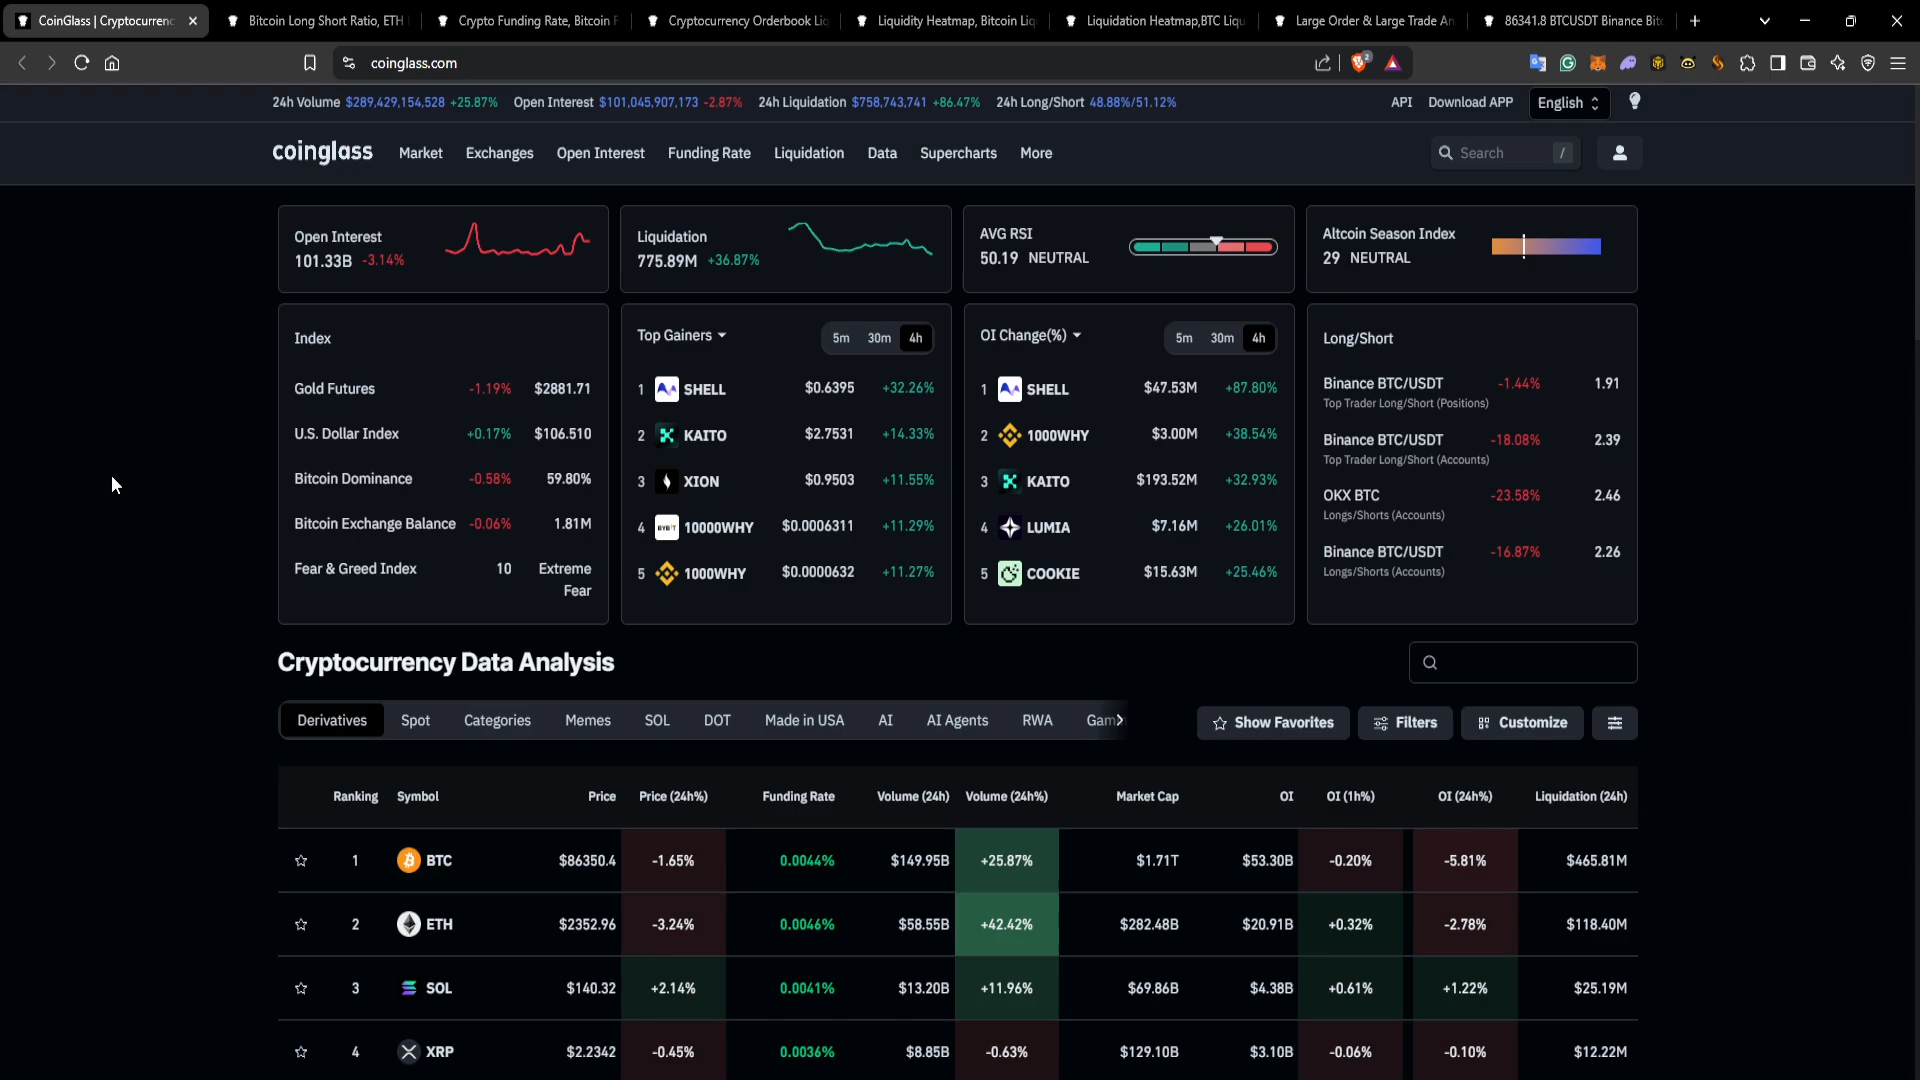 CoinGlass | Cryptocurrenc
Bitcoin Long Short Ratio, ETH
Crypto Funding Rate, Bitcoin F
Cryptocurrency Orderbook Liq
Liquidity Heatmap, Bitcoin Liq
Liquidation Heatmap,BTC Liqu
Large Order & Large Trade An
86341.8 BTCUSDT Binance Bitc
coinglass.com
2
24h Volume $289,429,154,528 +25.87% Open Interest $101,045,907,173 -2.87% 24h Liquidation $758,743,741 +86.47% 24h Long/Short 48.88%/51.12%
API Download APP English
coinglass Market Exchanges Open Interest Funding Rate Liquidation Data Supercharts More
Search /
Open Interest
101.33B -3.14%
Liquidation
775.89M +36.87%
AVG RSI
50.19 NEUTRAL
Altcoin Season Index
29 NEUTRAL
Index
Gold Futures -1.19% $2881.71
U.S. Dollar Index +0.17% $106.510
Bitcoin Dominance -0.58% 59.80%
Bitcoin Exchange Balance -0.06% 1.81M
Fear & Greed Index 10 Extreme
Fear
Top Gainers 5m 30m 4h
1 SHELL $0.6395 +32.26%
2 KAITO $2.7531 +14.33%
3 XION $0.9503 +11.55%
4 BYBIT 10000WHY $0.0006311 +11.29%
5 1000WHY $0.0000632 +11.27%
OI Change(%) 5m 30m 4h
1 SHELL $47.53M +87.80%
2 1000WHY $3.00M +38.54%
3 KAITO $193.52M +32.93%
4 LUMIA $7.16M +26.01%
5 COOKIE $15.63M +25.46%
Long/Short
Binance BTC/USDT -1.44% 1.91
Top Trader Long/Short (Positions)
Binance BTC/USDT -18.08% 2.39
Top Trader Long/Short (Accounts)
OKX BTC -23.58% 2.46
Longs/Shorts (Accounts)
Binance BTC/USDT -16.87% 2.26
Longs/Shorts (Accounts)
Cryptocurrency Data Analysis
Derivatives Spot Categories Memes SOL DOT Made in USA AI AI Agents RWA Gam
Show Favorites Filters Customize
Ranking Symbol Price Price (24h%) Funding Rate Volume (24h) Volume (24h%) Market Cap OI OI (1h%) OI (24h%) Liquidation (24h)
1 BTC $86350.4 -1.65% 0.0044% $149.95B +25.87% $1.71T $53.30B -0.20% -5.81% $465.81M
2 ETH $2352.96 -3.24% 0.0046% $58.55B +42.42% $282.48B $20.91B +0.32% -2.78% $118.40M
3 SOL $140.32 +2.14% 0.0041% $13.20B +11.96% $69.86B $4.38B +0.61% +1.22% $25.19M
4 XRP $2.2342 -0.45% 0.0036% $8.85B -0.63% $129.10B $3.10B -0.06% -0.10% $12.22M